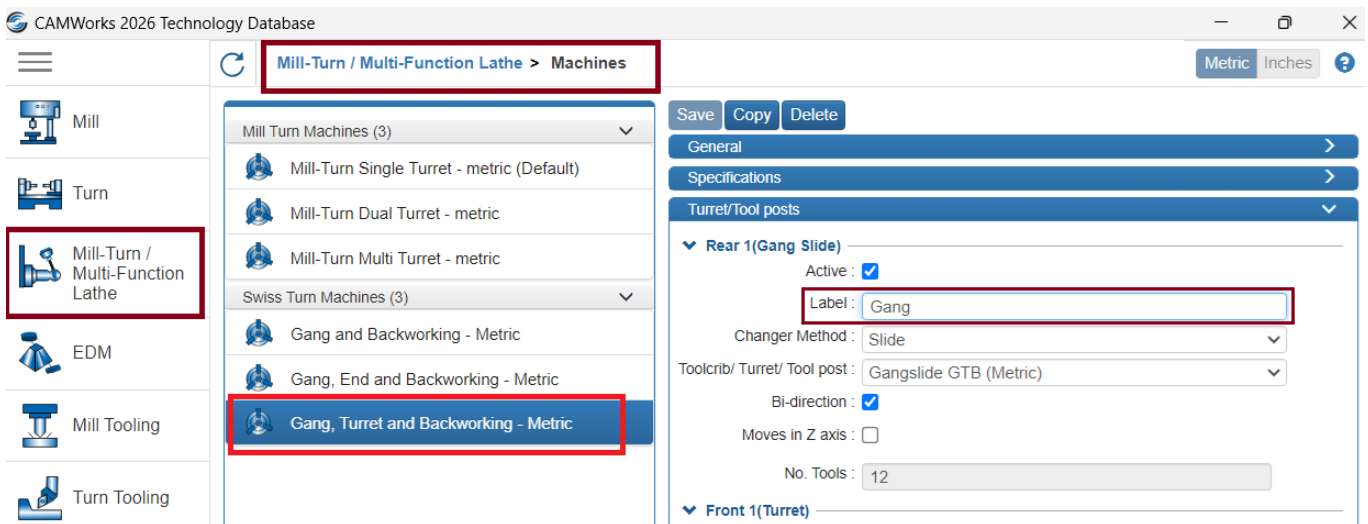 CAMWorks 2026 Technology Database
Mill-Turn / Multi-Function Lathe > Machines
Metric Inches ?
Mill
Turn
Mill-Turn /
Multi-Function
Lathe
EDM
Mill Tooling
Turn Tooling
Mill Turn Machines (3)
Mill-Turn Single Turret - metric (Default)
Mill-Turn Dual Turret - metric
Mill-Turn Multi Turret - metric
Swiss Turn Machines (3)
Gang and Backworking - Metric
Gang, End and Backworking - Metric
Gang, Turret and Backworking - Metric
Save Copy Delete
General
Specifications
Turret/Tool posts
Rear 1(Gang Slide)
Active :
Label : Gang
Changer Method : Slide
Toolcrib/ Turret/ Tool post : Gangslide GTB (Metric)
Bi-direction :
Moves in Z axis :
No. Tools : 12
Front 1(Turret)